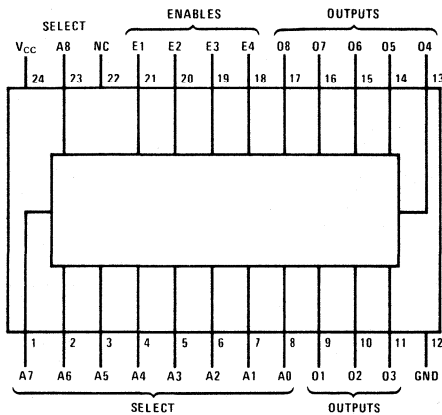 ENABLES OUTPUTS
SELECT
VCC A8 NC E1 E2 E3 E4 O8 O7 O6 O5 O4
24 23 22 21 20 19 18 17 16 15 14 13
1 2 3 4 5 6 7 8 9 10 11 12
A7 A6 A5 A4 A3 A2 A1 A0 O1 O2 O3 GND
SELECT OUTPUTS